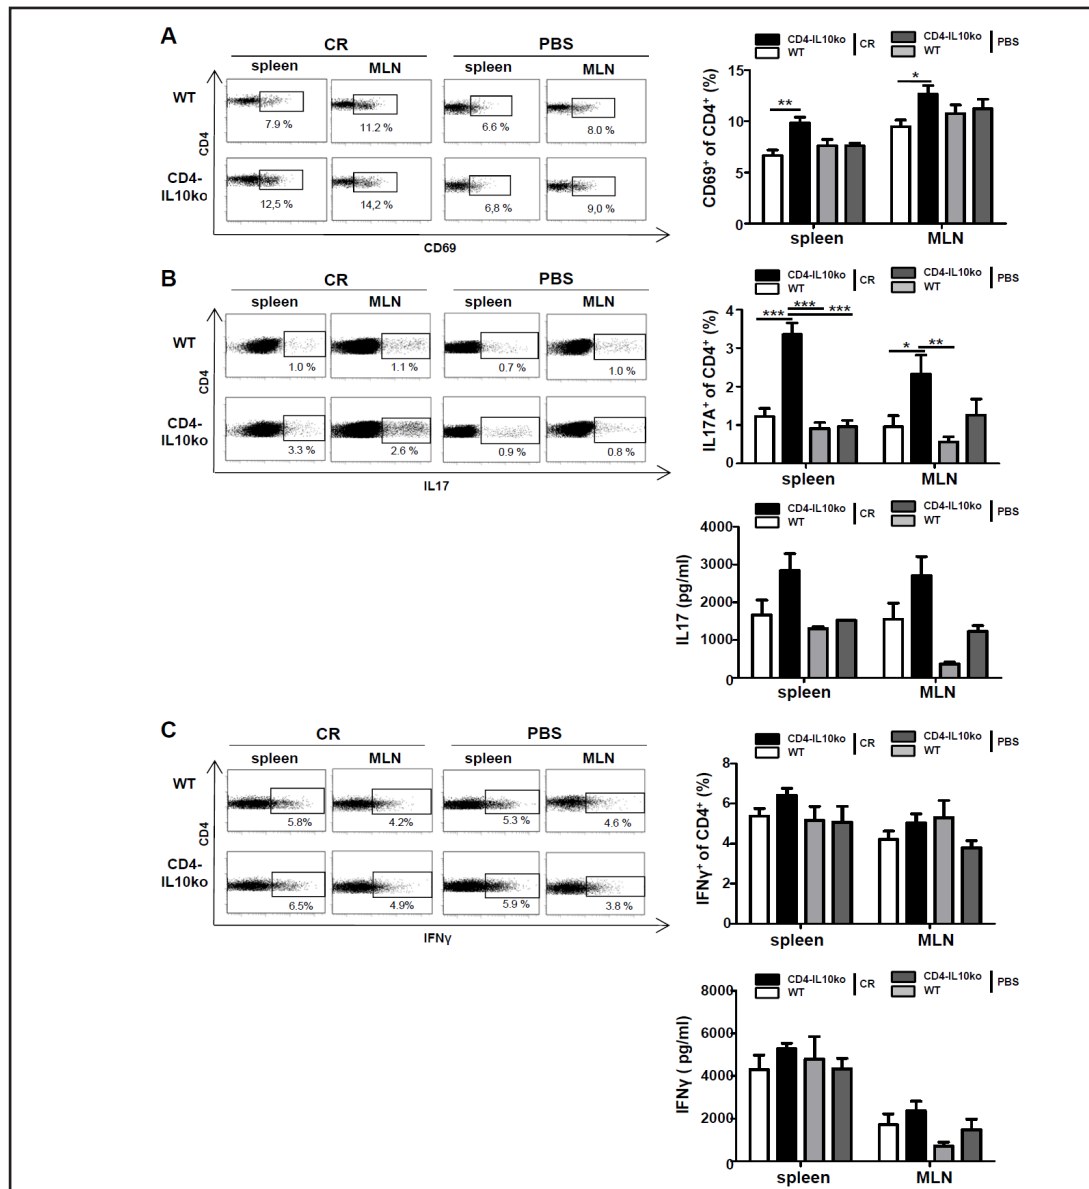 A
CR
PBS
spleen
MLN
spleen
MLN
WT
7.9 %
11.2 %
6.6 %
8.0 %
CD4
CD4-
IL10ko
12,5 %
14,2 %
6,8 %
9,0 %
CD69
CD4-IL10ko
WT
CR
CD4-IL10ko
WT
PBS
CD69⁺ of CD4⁺ (%)
15
10
5
0
**
*
spleen
MLN
B
CR
PBS
spleen
MLN
spleen
MLN
WT
1.0 %
1.1 %
0.7 %
1.0 %
CD4
CD4-
IL10ko
3.3 %
2.6 %
0.9 %
0.8 %
IL17
CD4-IL10ko
WT
CR
CD4-IL10ko
WT
PBS
IL17A⁺ of CD4⁺ (%)
4
3
2
1
0
***
***
***
*
**
spleen
MLN
CD4-IL10ko
WT
CR
CD4-IL10ko
WT
PBS
IL17 (pg/ml)
4000
3000
2000
1000
0
spleen
MLN
C
CR
PBS
spleen
MLN
spleen
MLN
WT
5.8%
4.2%
5.3 %
4.6 %
CD4
CD4-
IL10ko
6.5%
4.9%
5.9 %
3.8 %
IFNγ
CD4-IL10ko
WT
CR
CD4-IL10ko
WT
PBS
IFNγ⁺ of CD4⁺ (%)
8
6
4
2
0
spleen
MLN
CD4-IL10ko
WT
CR
CD4-IL10ko
WT
PBS
IFNγ ( pg/ml)
8000
6000
4000
2000
0
spleen
MLN